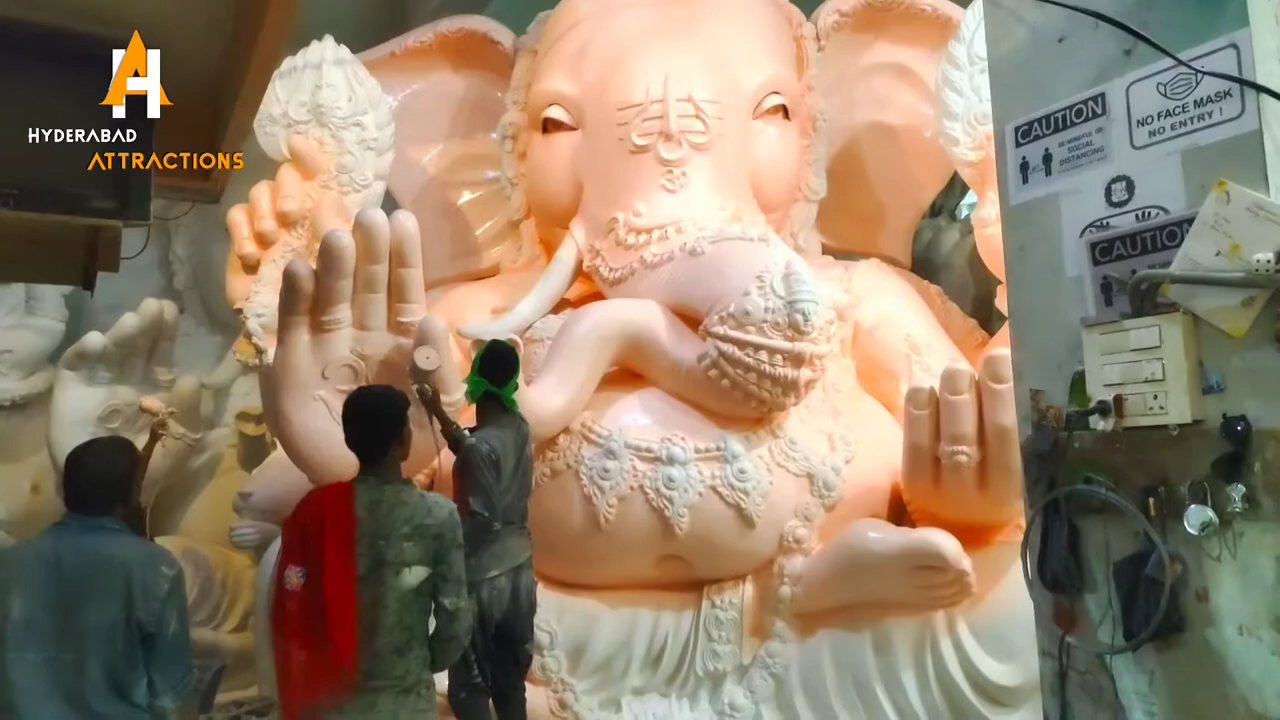 HYDERABAD
ATTRACTIONS
CAUTION
BE MINDFUL OF
SOCIAL
DISTANCING
NO FACE MASK
NO ENTRY !
CAUTION